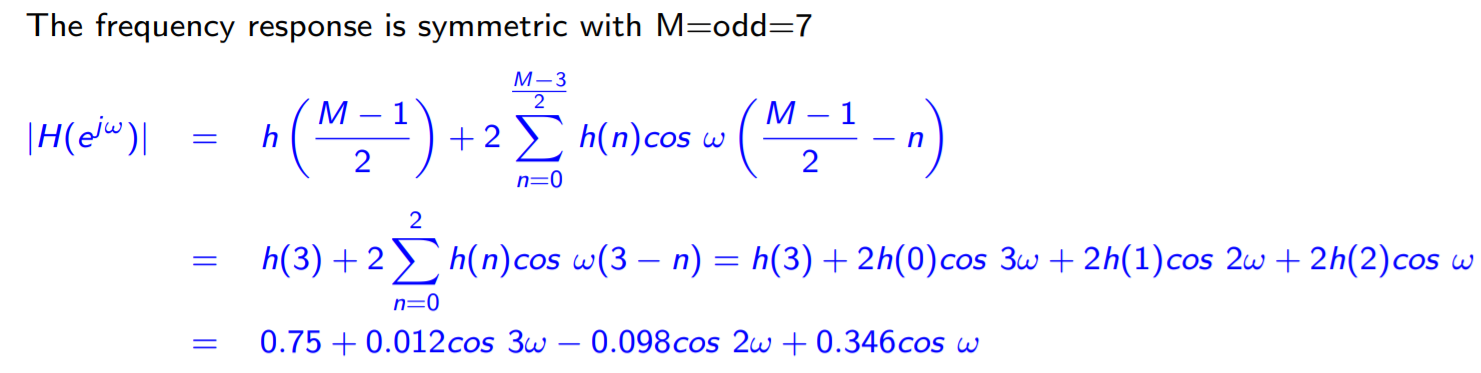 The frequency response is symmetric with M=odd=7
|H(e^{jω})| = h((M − 1)/2) + 2 ∑_{n=0}^{(M−3)/2} h(n)cos ω((M − 1)/2 − n)
= h(3) + 2 ∑_{n=0}^{2} h(n)cos ω(3 − n) = h(3) + 2h(0)cos 3ω + 2h(1)cos 2ω + 2h(2)cos ω
= 0.75 + 0.012cos 3ω − 0.098cos 2ω + 0.346cos ω